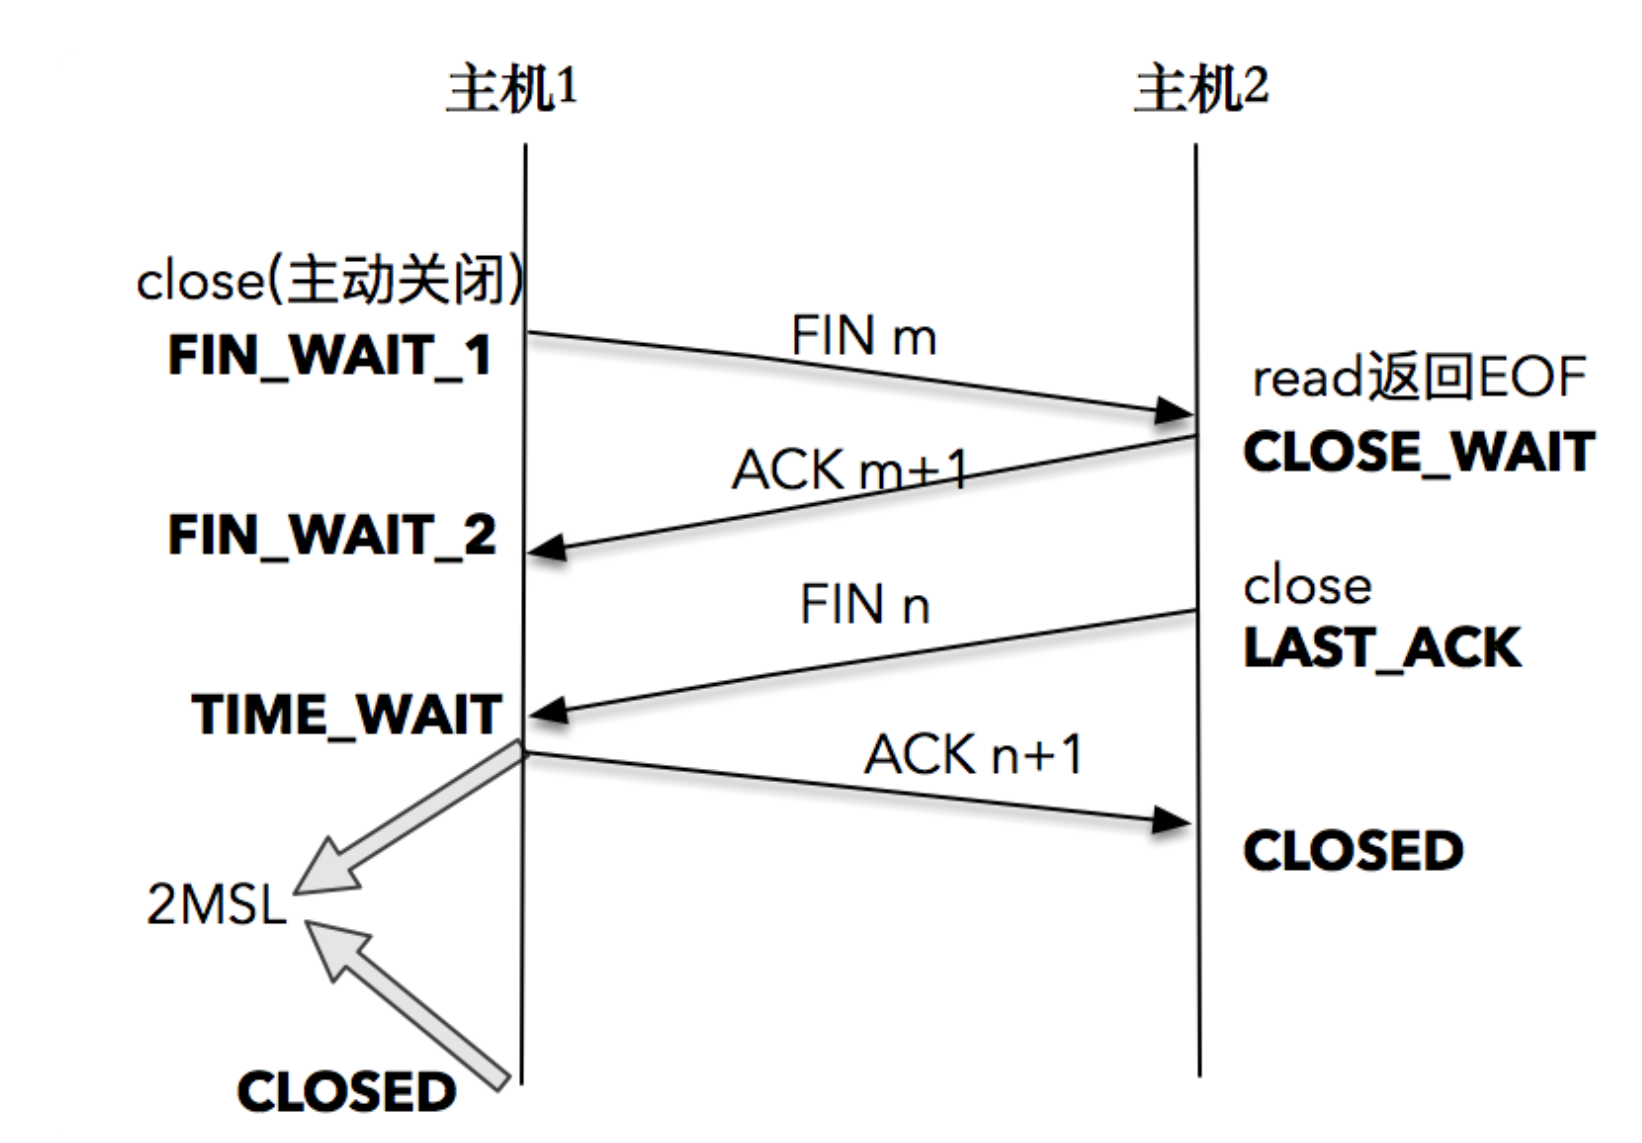 主机1
主机2
close(主动关闭)
FIN_WAIT_1
FIN m
read返回EOF
CLOSE_WAIT
ACK m+1
FIN_WAIT_2
close
FIN n
LAST_ACK
TIME_WAIT
ACK n+1
CLOSED
2MSL
CLOSED